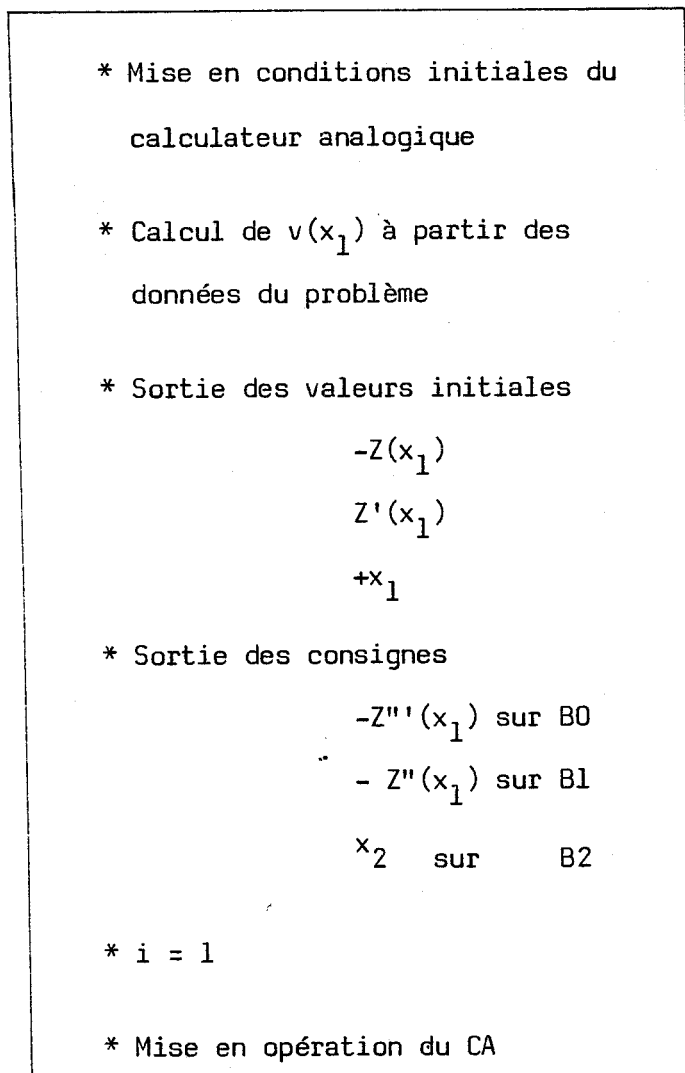 * Mise en conditions initiales du
calculateur analogique
* Calcul de v(x₁) à partir des
données du problème
* Sortie des valeurs initiales
-Z(x₁)
Z'(x₁)
+x₁
* Sortie des consignes
-Z"'(x₁) sur B0
- Z"(x₁) sur B1
x₂ sur B2
* i = 1
* Mise en opération du CA